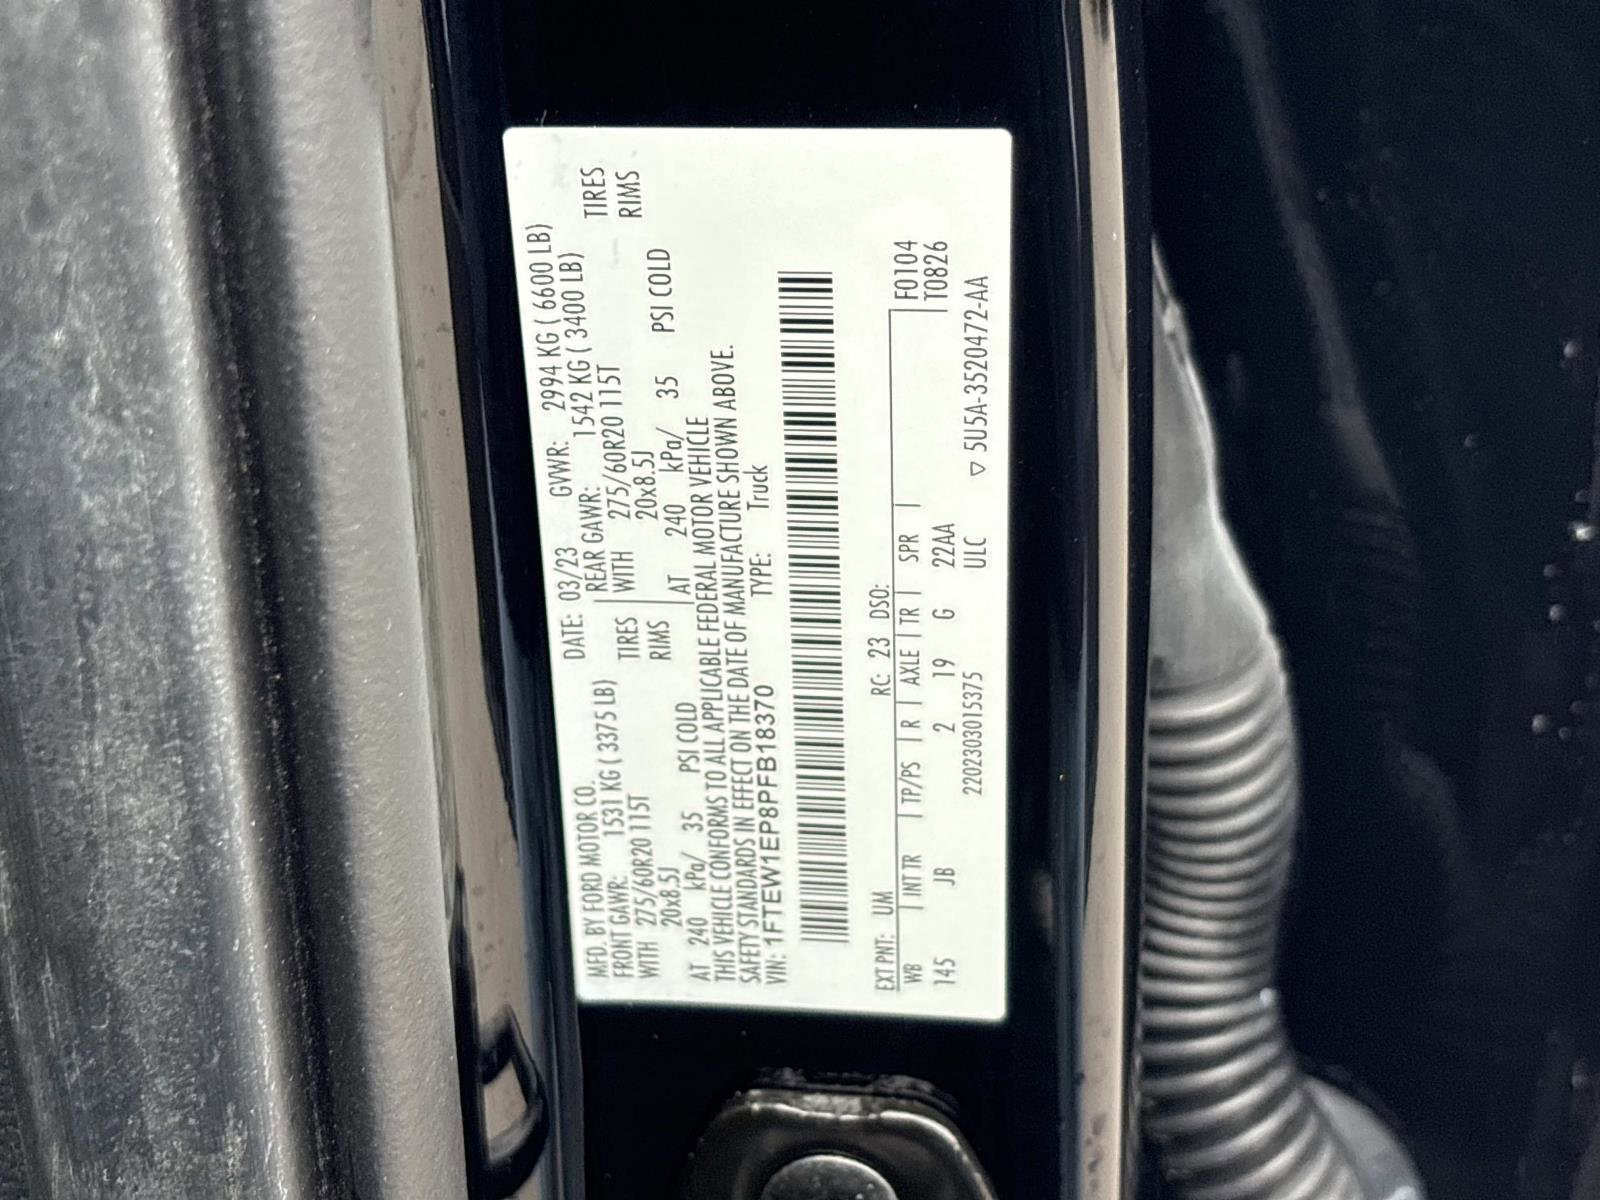 MFD. BY FORD MOTOR CO. DATE: 03/23 GVWR: 2994 KG ( 6600 LB)
FRONT GAWR: 1531 KG ( 3375 LB) REAR GAWR: 1542 KG ( 3400 LB)
WITH 275/60R20 115T TIRES WITH 275/60R20 115T TIRES
20x8.5J RIMS 20x8.5J RIMS
AT 240 kPa/ 35 PSI COLD AT 240 kPa/ 35 PSI COLD
THIS VEHICLE CONFORMS TO ALL APPLICABLE FEDERAL MOTOR VEHICLE
SAFETY STANDARDS IN EFFECT ON THE DATE OF MANUFACTURE SHOWN ABOVE.
VIN: 1FTEW1EP8PFB18370 TYPE: Truck
EXT PNT: UM RC: 23 DSO:
WB | INT TR | TP/PS | R | AXLE | TR | SPR | F0104
145 JB 2 19 G 22AA T0826
2202303015375 ULC ▽ 5U5A-3520472-AA